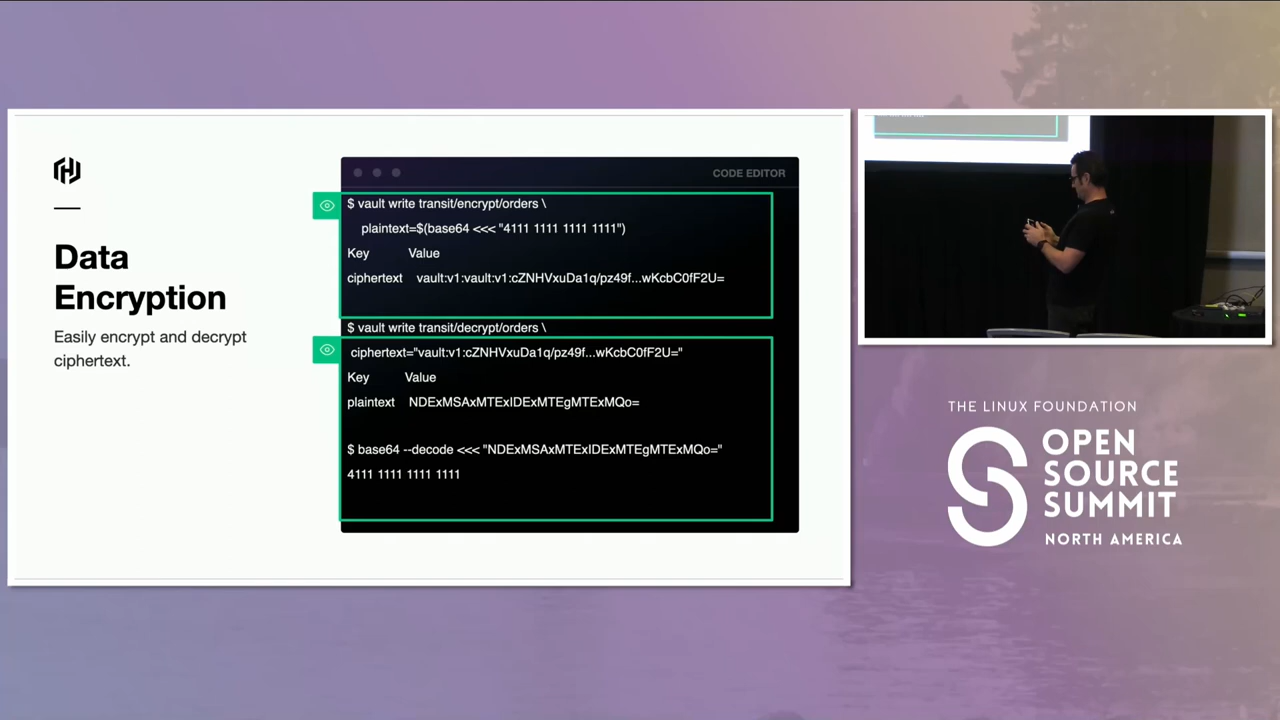 Data
Encryption
Easily encrypt and decrypt
ciphertext.
CODE EDITOR
$ vault write transit/encrypt/orders \
plaintext=$(base64 <<< "4111 1111 1111 1111")
Key Value
ciphertext vault:v1:vault:v1:cZNHVxuDa1q/pz49f...wKcbC0fF2U=
$ vault write transit/decrypt/orders \
ciphertext="vault:v1:cZNHVxuDa1q/pz49f...wKcbC0fF2U="
Key Value
plaintext NDExMSAxMTExIDExMTEgMTExMQo=
$ base64 --decode <<< "NDExMSAxMTExIDExMTEgMTExMQo="
4111 1111 1111 1111
THE LINUX FOUNDATION
OPEN
SOURCE
SUMMIT
NORTH AMERICA